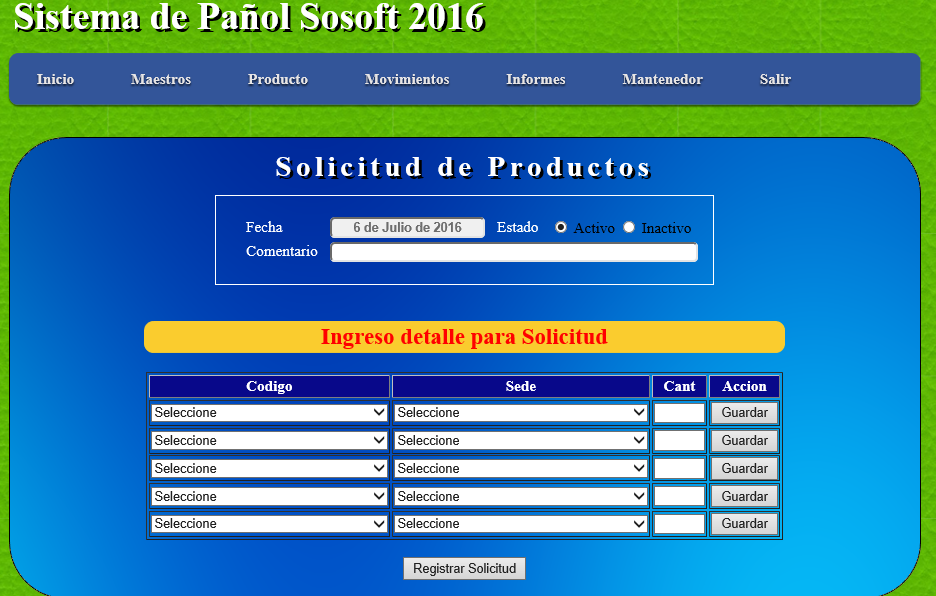 Sistema de Pañol Sosoft 2016
Inicio Maestros Producto Movimientos Informes Mantenedor Salir
Solicitud de Productos
Fecha 6 de Julio de 2016 Estado Activo Inactivo
Comentario
Ingreso detalle para Solicitud
Codigo Sede Cant Accion
Seleccione Seleccione Guardar
Seleccione Seleccione Guardar
Seleccione Seleccione Guardar
Seleccione Seleccione Guardar
Seleccione Seleccione Guardar
Registrar Solicitud